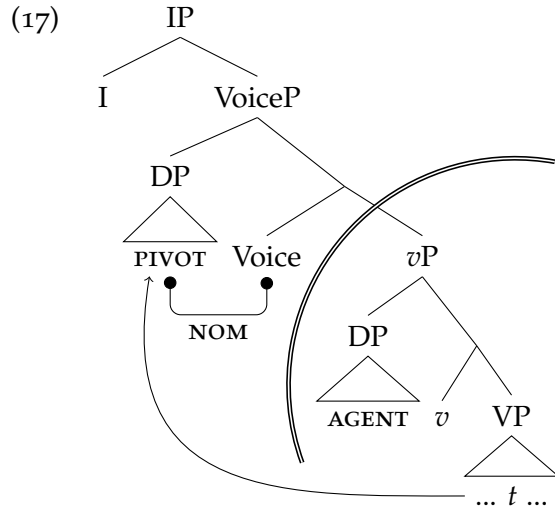 (17) IP
I VoiceP
DP
PIVOT Voice vP
NOM
DP
AGENT v VP
... t ...